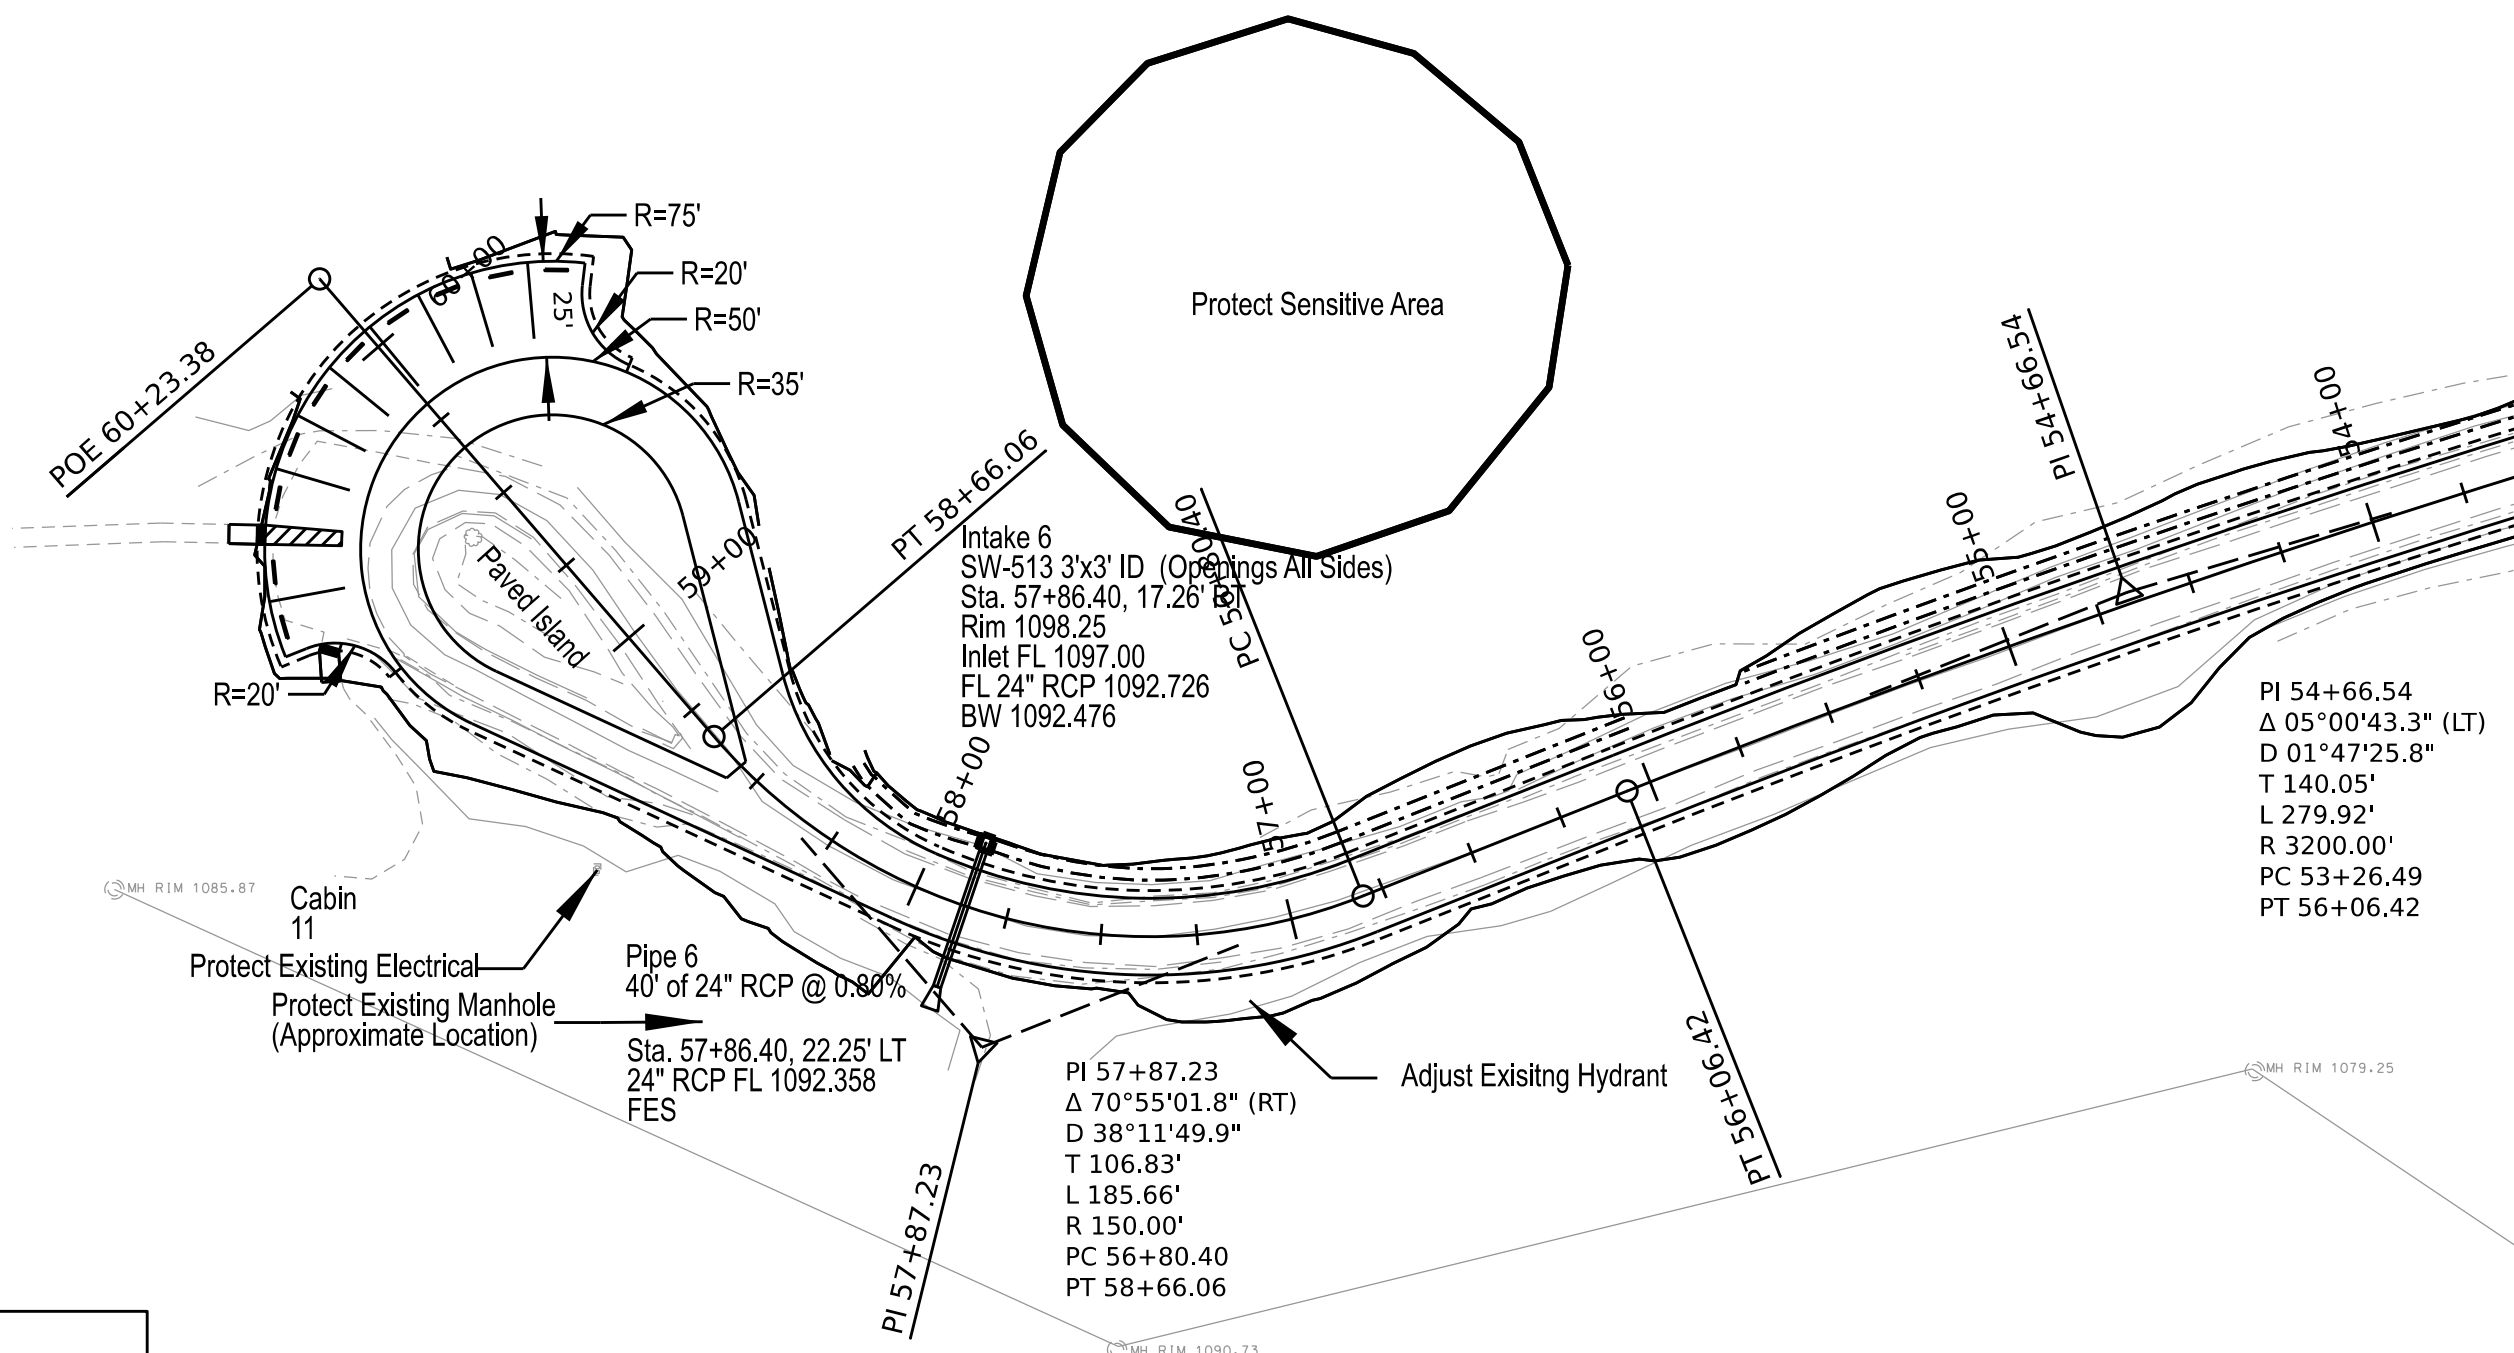 R=75'
R=20'
R=50'
R=35'
25'
60+00
POE 60+23.38
Protect Sensitive Area
PI 54+66.54
54+00
55+00
PT 58+66.06
PC 56+80.40
Intake 6
SW-513 3'x3' ID (Openings All Sides)
Sta. 57+86.40, 17.26' RT
Rim 1098.25
Inlet FL 1097.00
FL 24" RCP 1092.726
BW 1092.476
59+00
Paved Island
R=20'
56+00
57+00
58+00
PI 54+66.54
Δ 05°00'43.3" (LT)
D 01°47'25.8"
T 140.05'
L 279.92'
R 3200.00'
PC 53+26.49
PT 56+06.42
MH RIM 1085.87
Cabin
11
Protect Existing Electrical
Protect Existing Manhole
(Approximate Location)
Pipe 6
40' of 24" RCP @ 0.80%
Sta. 57+86.40, 22.25' LT
24" RCP FL 1092.358
FES
PI 57+87.23
PI 57+87.23
Δ 70°55'01.8" (RT)
D 38°11'49.9"
T 106.83'
L 185.66'
R 150.00'
PC 56+80.40
PT 58+66.06
Adjust Exisitng Hydrant
PT 56+06.42
MH RIM 1079.25
MH RIM 1090.73